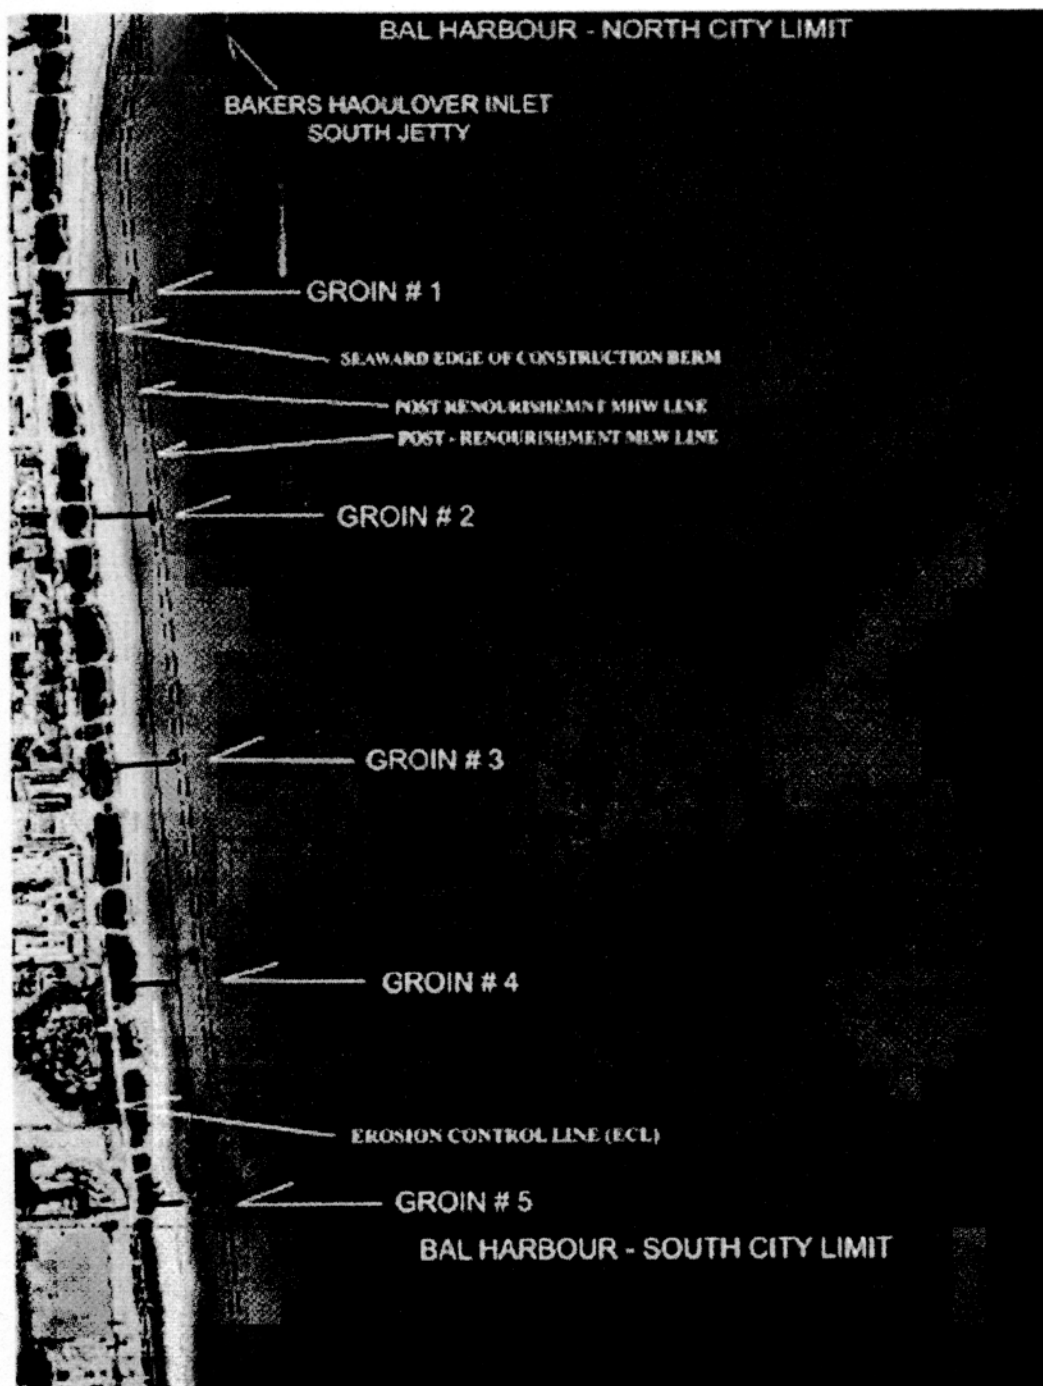 BAL HARBOUR - NORTH CITY LIMIT
BAKERS HAOULOVER INLET
SOUTH JETTY
GROIN # 1
SEAWARD EDGE OF CONSTRUCTION BERM
POST RENOURISHEMNT MHW LINE
POST - RENOURISHMENT MLW LINE
GROIN # 2
GROIN # 3
GROIN # 4
EROSION CONTROL LINE (ECL)
GROIN # 5
BAL HARBOUR - SOUTH CITY LIMIT